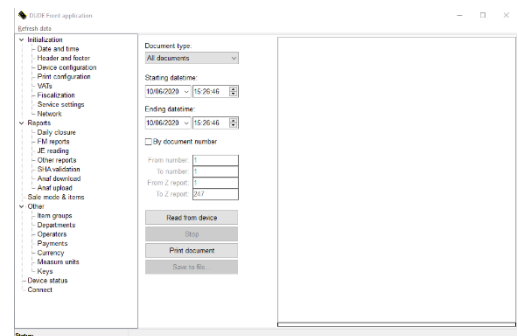 DUDE Front application
Refresh data
Initialization
Date and time
Header and footer
Device configuration
Print configuration
VATs
Fiscalization
Service settings
Network
Reports
Daily closure
FM reports
JE reading
Other reports
SHA validation
Anaf download
Anaf upload
Sale mode & items
Other
Item groups
Departments
Operators
Payments
Currency
Measure units
Keys
Device status
Connect
Document type:
All documents
Starting datetime:
10/06/2020 15:26:46
Ending datetime:
10/06/2020 15:26:46
By document number
From number: 1
To number: 1
From Z report: 1
To Z report: 247
Read from device
Stop
Print document
Save to file...
Status: